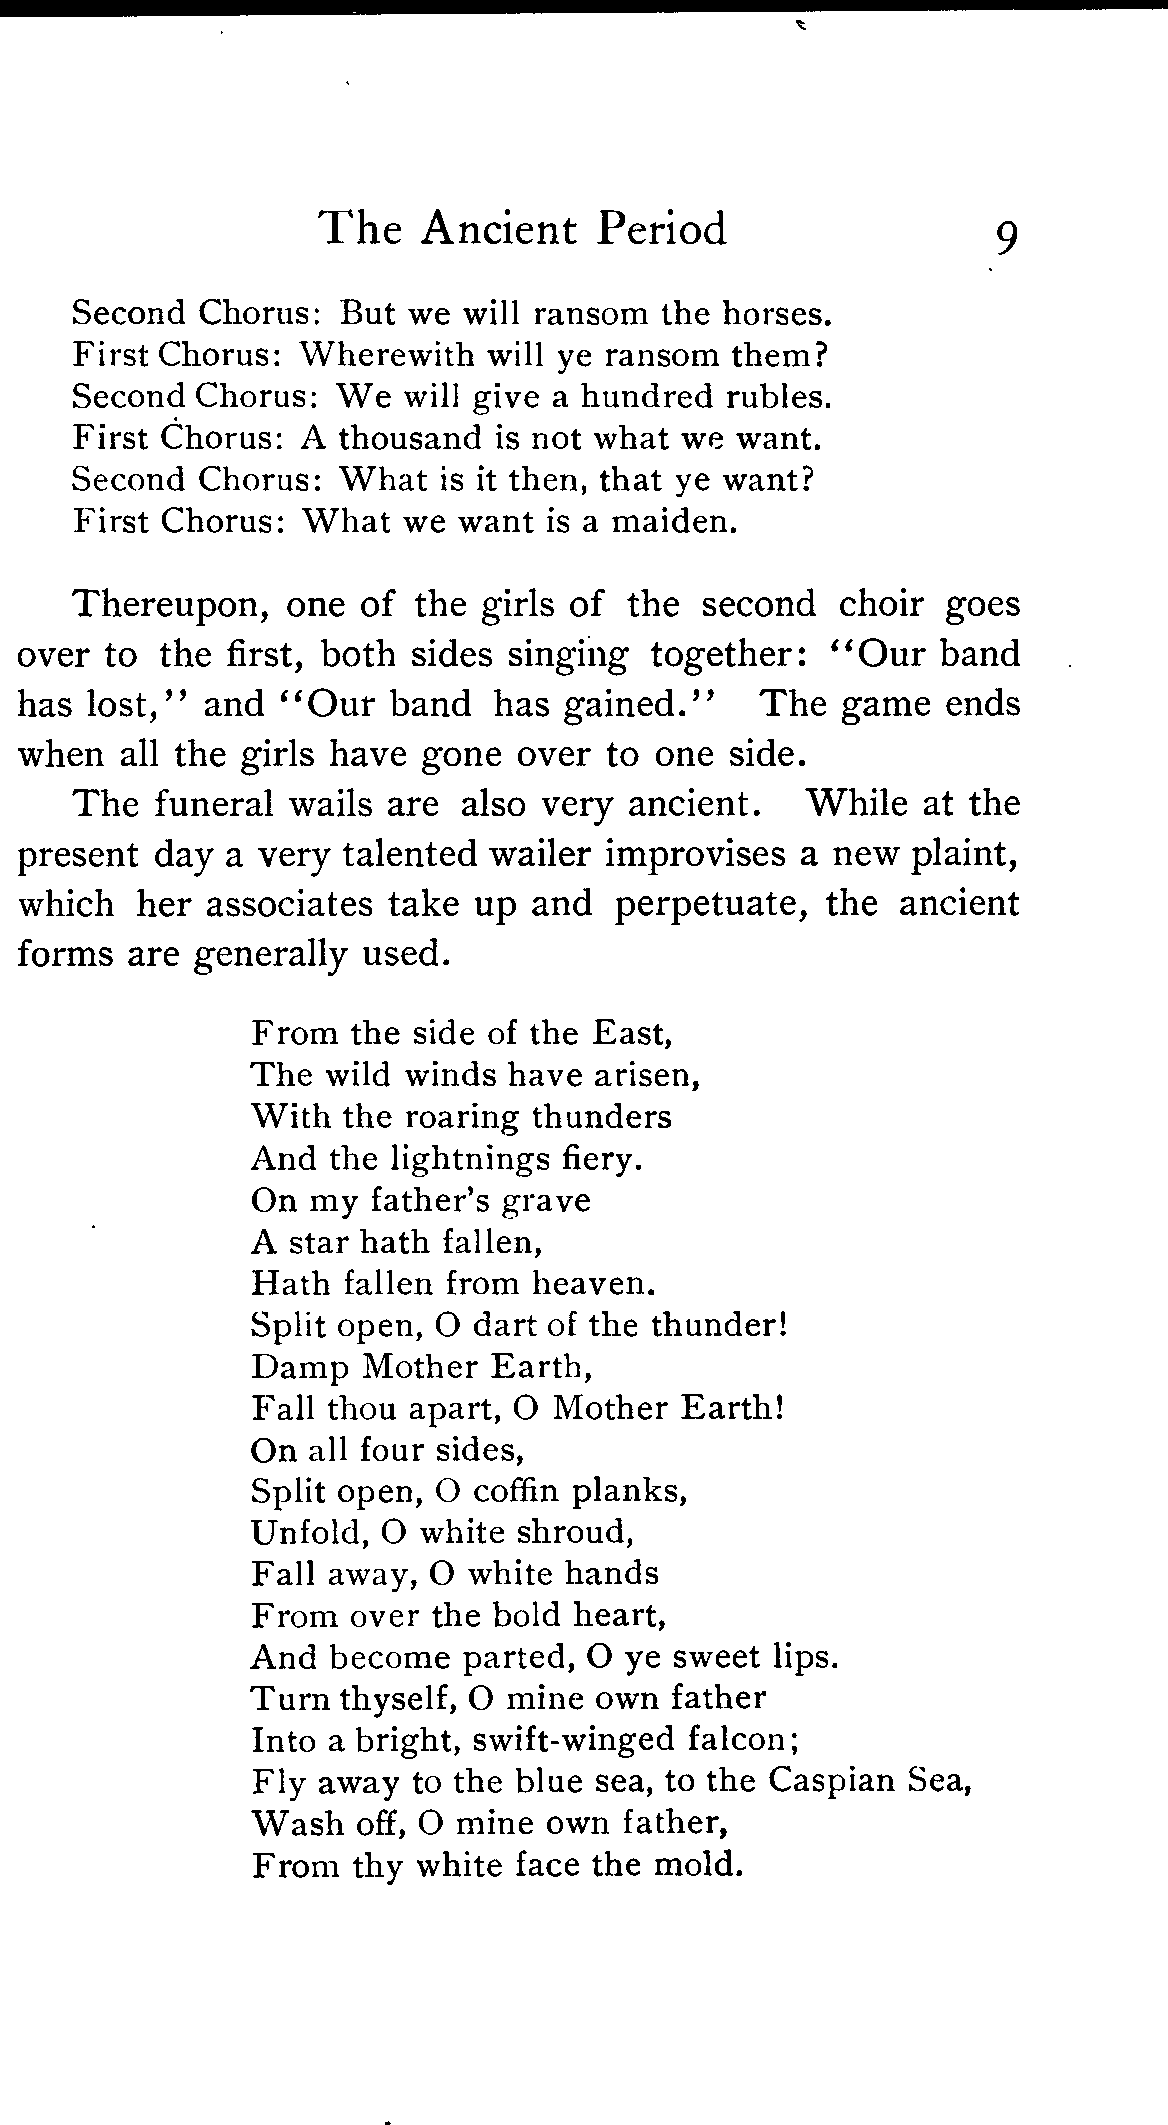 The Ancient Period 9
Second Chorus: But we will ransom the horses.
First Chorus: Wherewith will ye ransom them?
Second Chorus: We will give a hundred rubles.
First Chorus: A thousand is not what we want.
Second Chorus: What is it then, that ye want?
First Chorus: What we want is a maiden.
Thereupon, one of the girls of the second choir goes
over to the first, both sides singing together: "Our band
has lost," and "Our band has gained." The game ends
when all the girls have gone over to one side.
The funeral wails are also very ancient. While at the
present day a very talented wailer improvises a new plaint,
which her associates take up and perpetuate, the ancient
forms are generally used.
From the side of the East,
The wild winds have arisen,
With the roaring thunders
And the lightnings fiery.
On my father's grave
A star hath fallen,
Hath fallen from heaven.
Split open, O dart of the thunder!
Damp Mother Earth,
Fall thou apart, O Mother Earth!
On all four sides,
Split open, O coffin planks,
Unfold, O white shroud,
Fall away, O white hands
From over the bold heart,
And become parted, O ye sweet lips.
Turn thyself, O mine own father
Into a bright, swift-winged falcon;
Fly away to the blue sea, to the Caspian Sea,
Wash off, O mine own father,
From thy white face the mold.